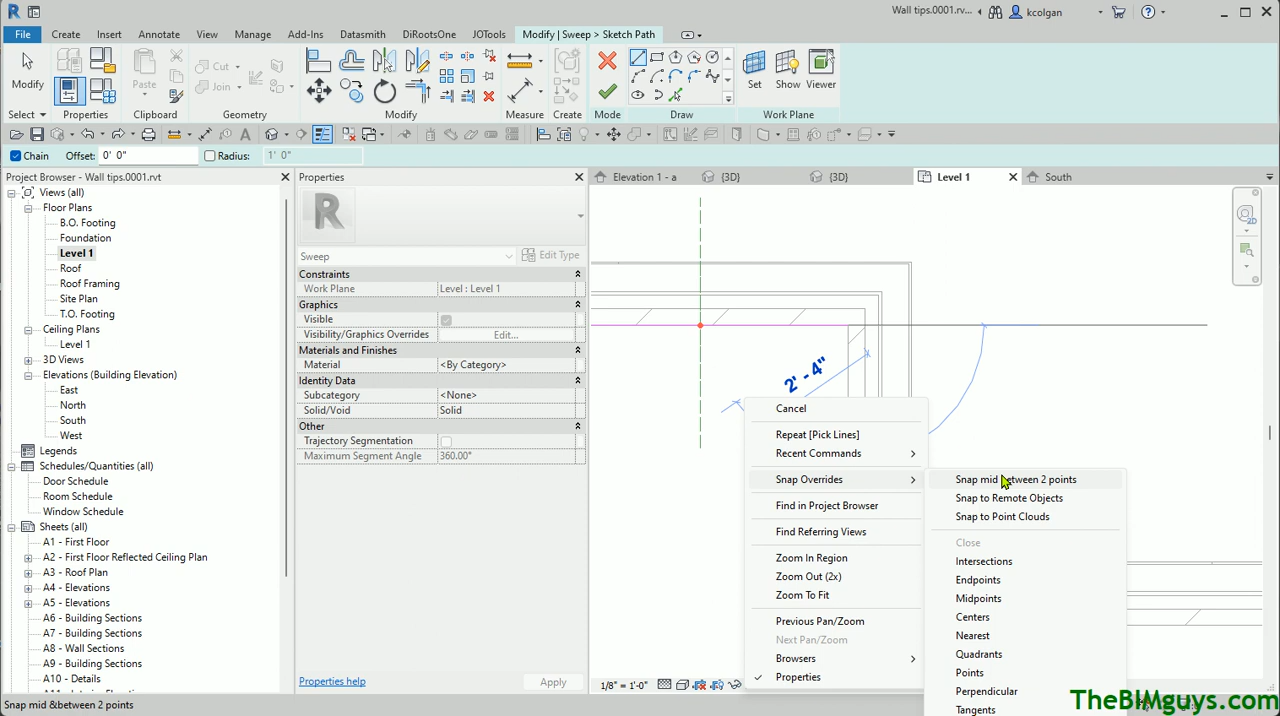 Wall tips.0001.rv...
kcolgan
File
Create
Insert
Annotate
View
Manage
Add-Ins
Datasmith
DiRootsOne
JOTools
Modify | Sweep > Sketch Path
Modify
Paste
Cut
Join
Set
Show
Viewer
Select
Properties
Clipboard
Geometry
Modify
Measure
Create
Mode
Draw
Work Plane
Chain
Offset: 0' 0"
Radius: 1' 0"
Project Browser - Wall tips.0001.rvt
Views (all)
Floor Plans
B.O. Footing
Foundation
Level 1
Roof
Roof Framing
Site Plan
T.O. Footing
Ceiling Plans
Level 1
3D Views
Elevations (Building Elevation)
East
North
South
West
Legends
Schedules/Quantities (all)
Door Schedule
Room Schedule
Window Schedule
Sheets (all)
A1 - First Floor
A2 - First Floor Reflected Ceiling Plan
A3 - Roof Plan
A4 - Elevations
A5 - Elevations
A6 - Building Sections
A7 - Building Sections
A8 - Wall Sections
A9 - Building Sections
A10 - Details
Properties
R
Sweep
Edit Type
Constraints
Work Plane Level : Level 1
Graphics
Visible
Visibility/Graphics Overrides Edit...
Materials and Finishes
Material <By Category>
Identity Data
Subcategory <None>
Solid/Void Solid
Other
Trajectory Segmentation
Maximum Segment Angle 360.00°
Properties help
Apply
Elevation 1 - a
{3D}
{3D}
Level 1
South
2D
2' - 4"
Cancel
Repeat [Pick Lines]
Recent Commands
Snap Overrides
Find in Project Browser
Find Referring Views
Zoom In Region
Zoom Out (2x)
Zoom To Fit
Previous Pan/Zoom
Next Pan/Zoom
Browsers
Properties
Snap mid between 2 points
Snap to Remote Objects
Snap to Point Clouds
Close
Intersections
Endpoints
Midpoints
Centers
Nearest
Quadrants
Points
Perpendicular
Tangents
1/8" = 1'-0"
Snap mid &between 2 points
TheBIMguys.com